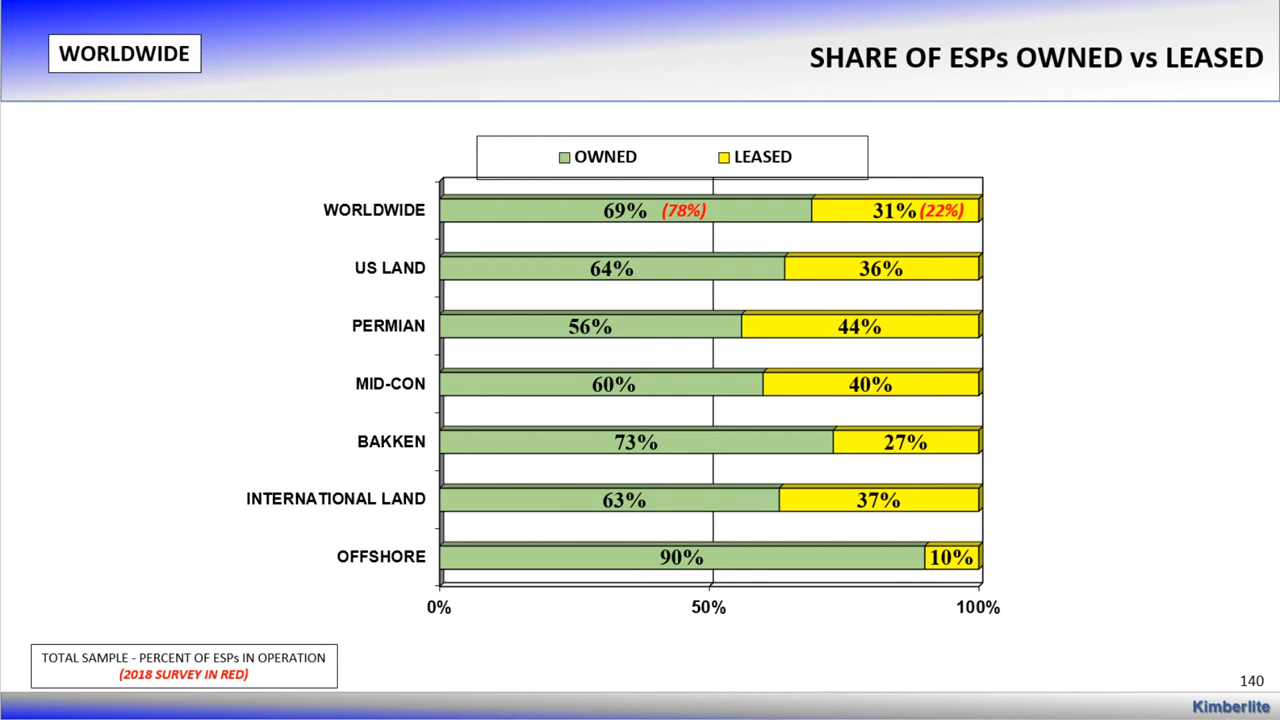 WORLDWIDE
SHARE OF ESPs OWNED vs LEASED
OWNED LEASED
WORLDWIDE 69% (78%) 31% (22%)
US LAND 64% 36%
PERMIAN 56% 44%
MID-CON 60% 40%
BAKKEN 73% 27%
INTERNATIONAL LAND 63% 37%
OFFSHORE 90% 10%
0% 50% 100%
TOTAL SAMPLE - PERCENT OF ESPs IN OPERATION
(2018 SURVEY IN RED)
140
Kimberlite